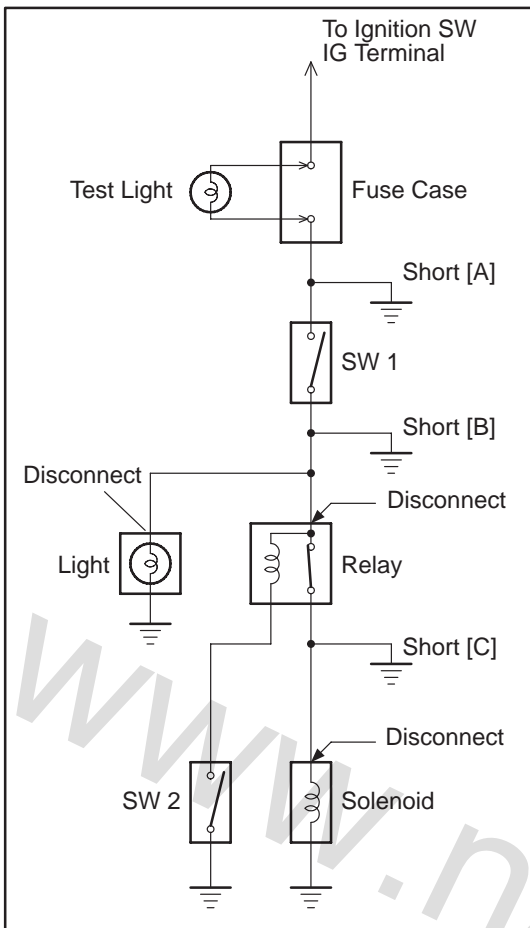 To Ignition SW
IG Terminal
Test Light
Fuse Case
Short [A]
SW 1
Short [B]
Disconnect
Disconnect
Light
Relay
Short [C]
Disconnect
SW 2
Solenoid
www.n